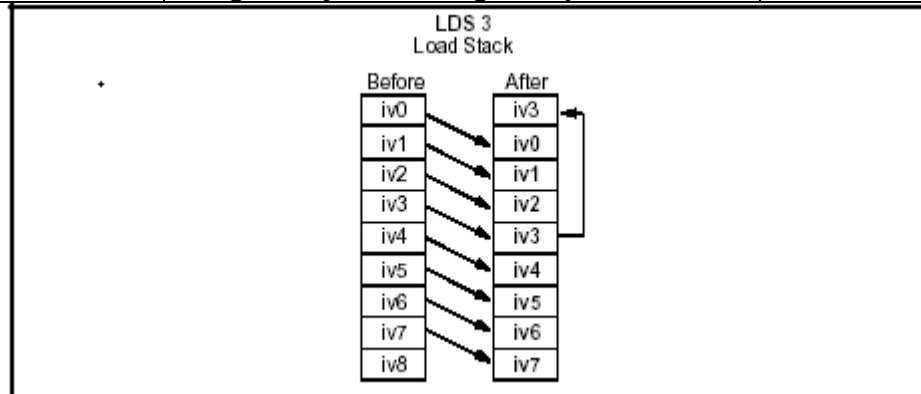 LDS 3
Load Stack
Before After
iv0 iv3
iv1 iv0
iv2 iv1
iv3 iv2
iv4 iv3
iv5 iv4
iv6 iv5
iv7 iv6
iv8 iv7